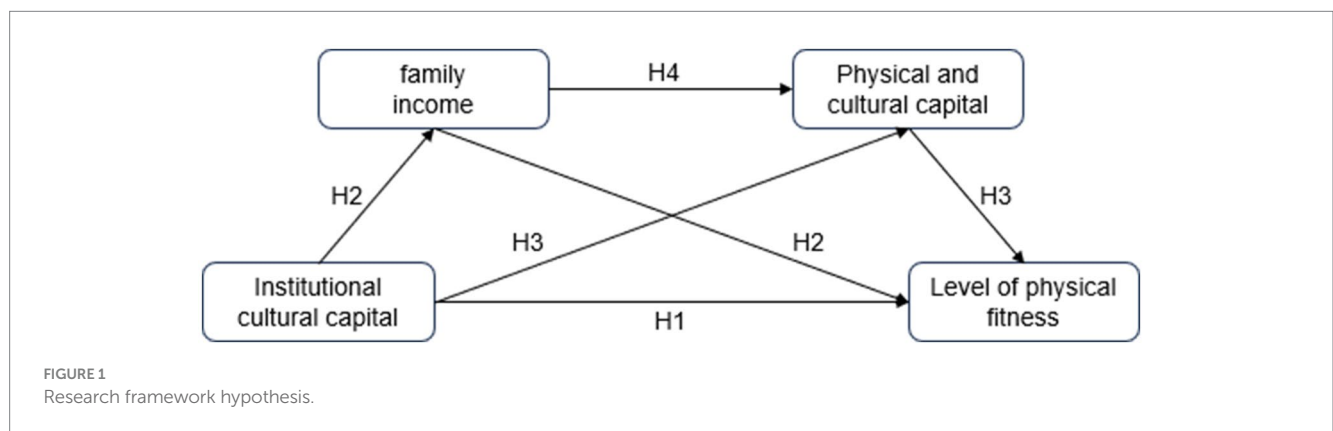 family
income
H4
Physical and
cultural capital
H2
H3
H3
H2
Institutional
cultural capital
H1
Level of physical
fitness
FIGURE 1
Research framework hypothesis.